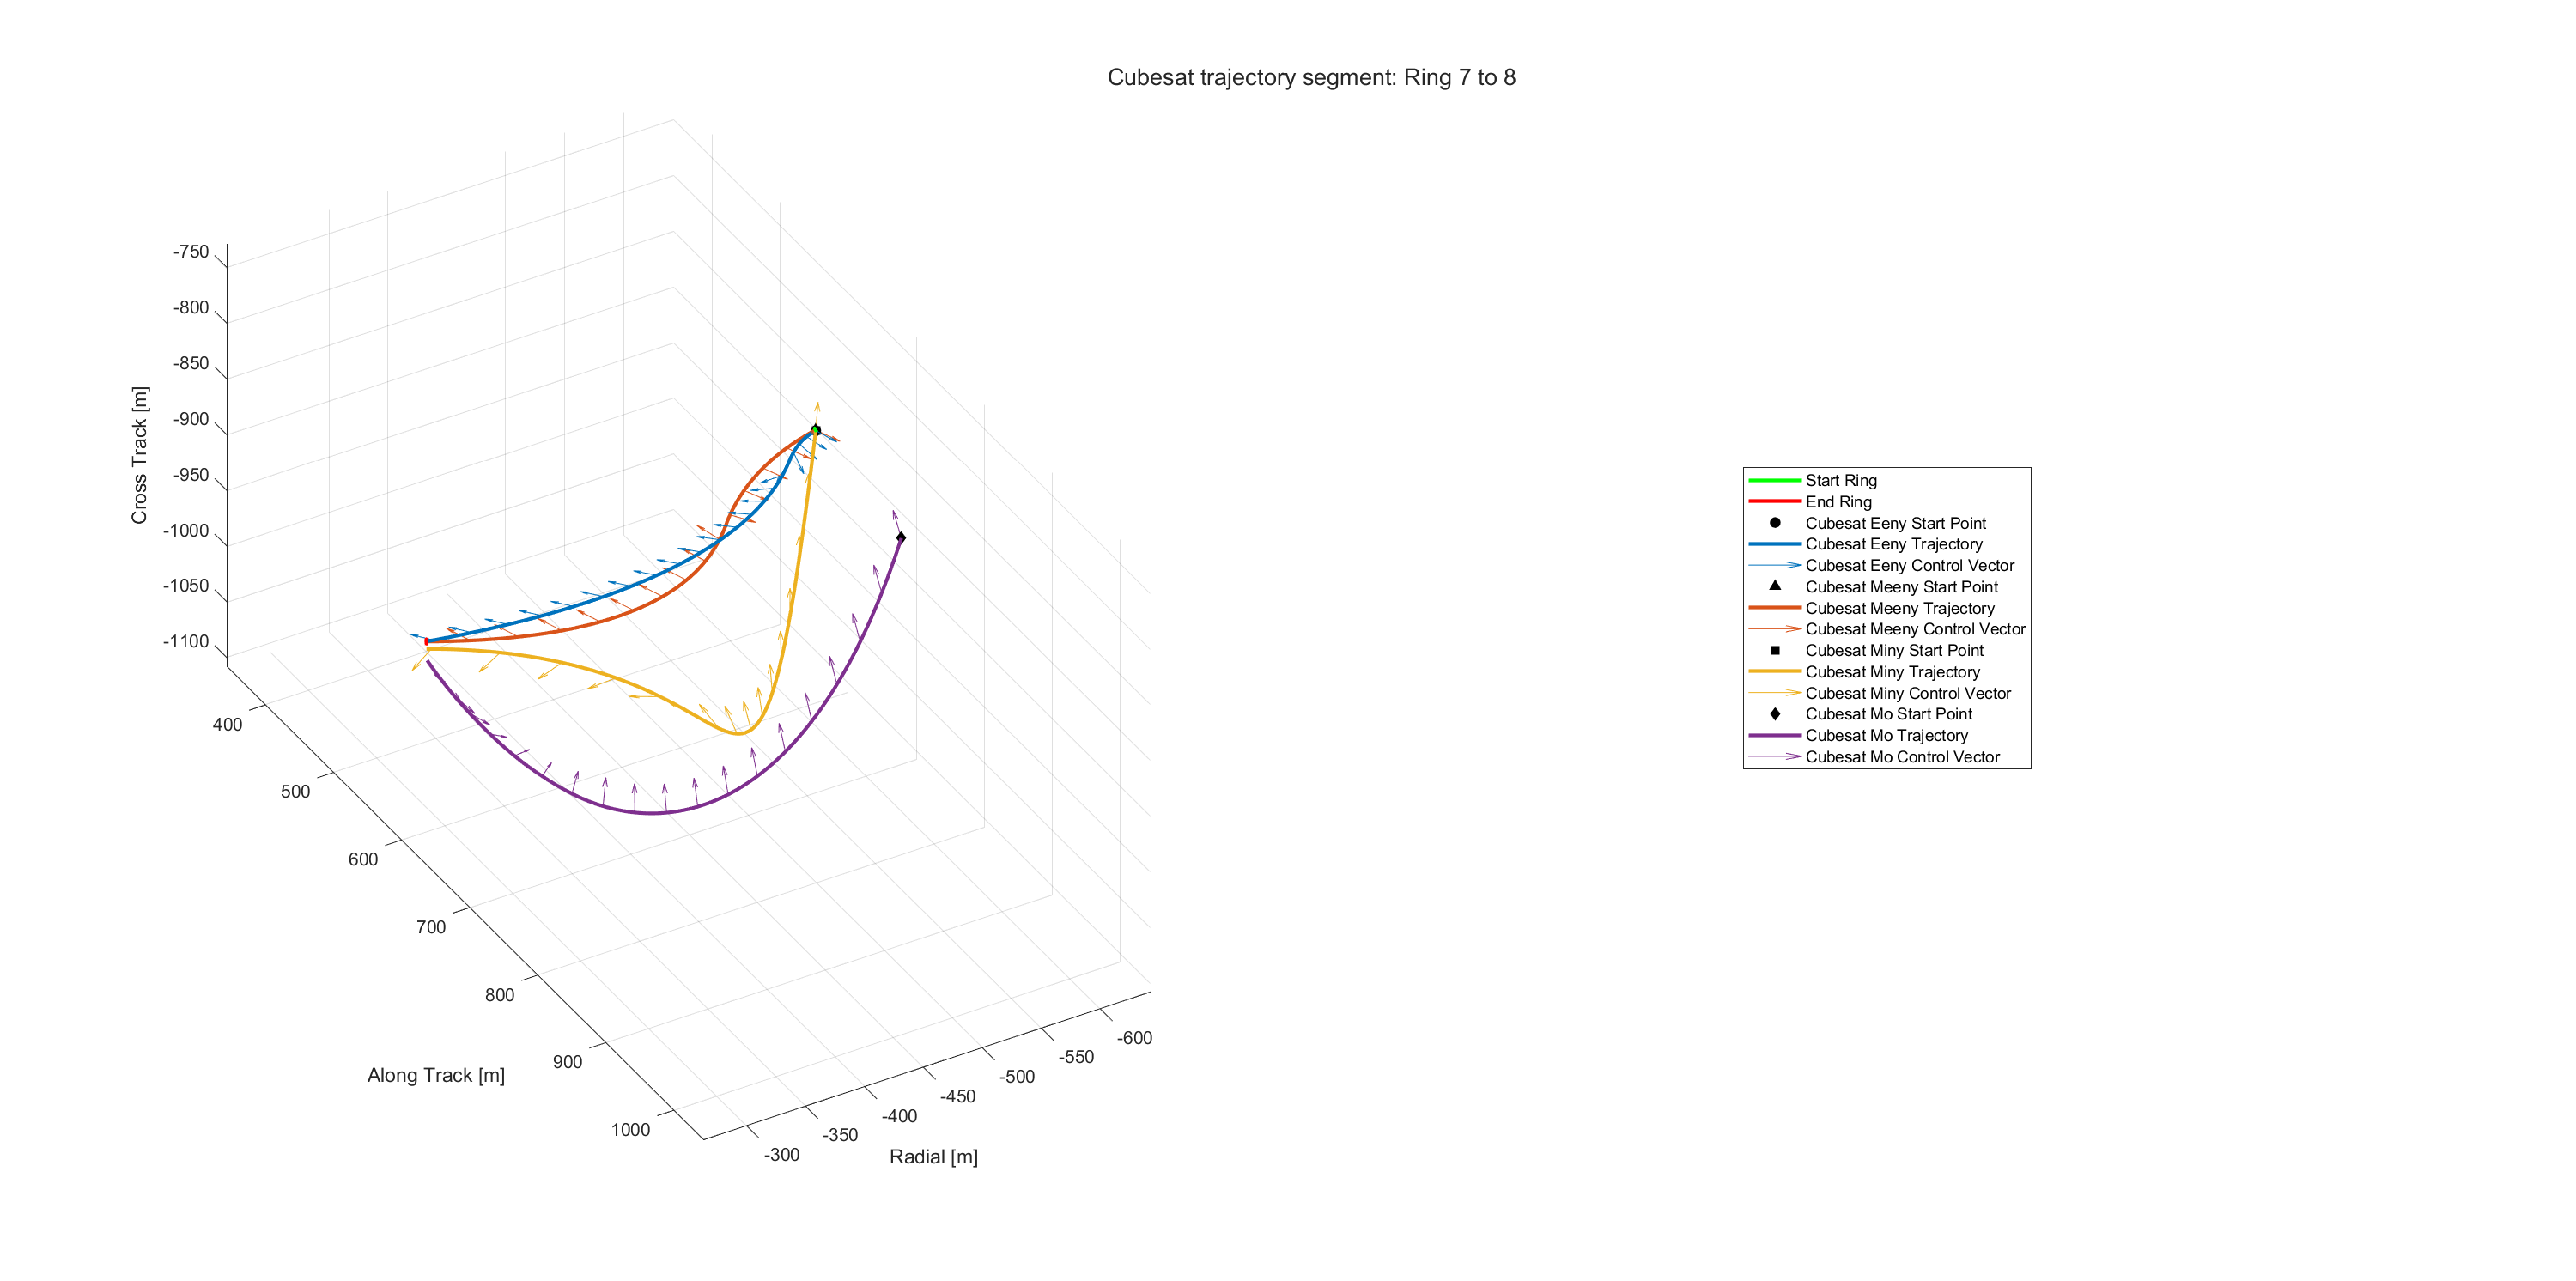 Cubesat trajectory segment: Ring 7 to 8
-750
-800
-850
-900
-950
-1000
-1050
-1100
Cross Track [m]
400
500
600
700
800
900
1000
Along Track [m]
-300
-350
-400
-450
-500
-550
-600
Radial [m]
Start Ring
End Ring
Cubesat Eeny Start Point
Cubesat Eeny Trajectory
Cubesat Eeny Control Vector
Cubesat Meeny Start Point
Cubesat Meeny Trajectory
Cubesat Meeny Control Vector
Cubesat Miny Start Point
Cubesat Miny Trajectory
Cubesat Miny Control Vector
Cubesat Mo Start Point
Cubesat Mo Trajectory
Cubesat Mo Control Vector